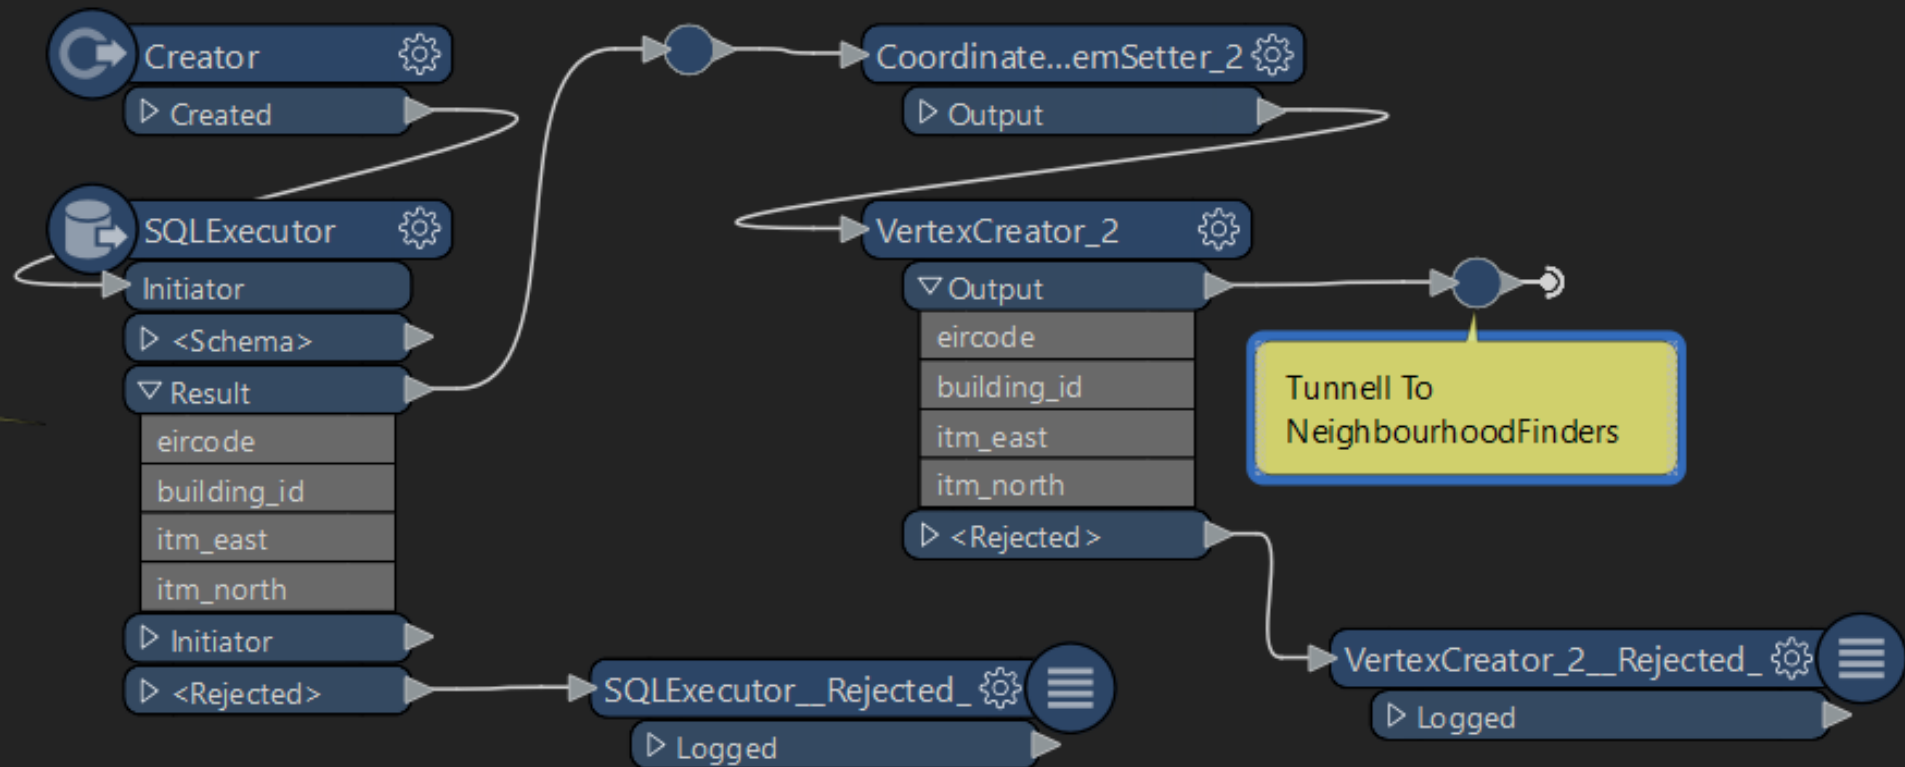 Creator
Created
SQLExecutor
Initiator
<Schema>
Result
eircode
building_id
itm_east
itm_north
Initiator
<Rejected>
SQLExecutor__Rejected_
Logged
Coordinate...emSetter_2
Output
VertexCreator_2
Output
eircode
building_id
itm_east
itm_north
<Rejected>
Tunnell To
NeighbourhoodFinders
VertexCreator_2__Rejected_
Logged